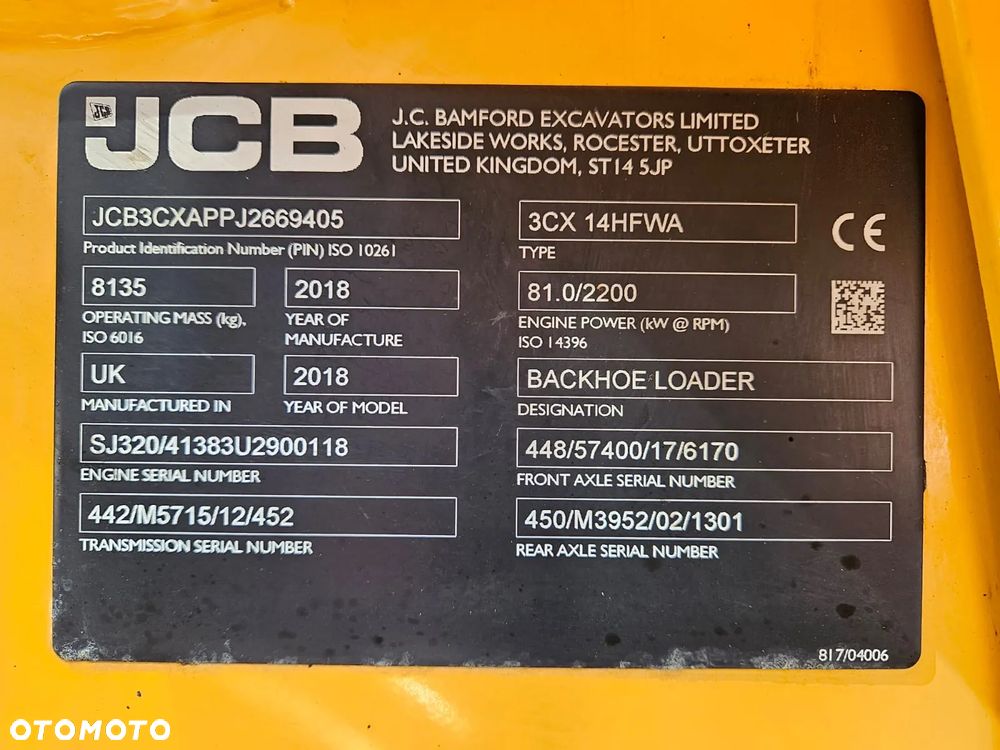 JCB
J.C. BAMFORD EXCAVATORS LIMITED
LAKESIDE WORKS, ROCESTER, UTTOXETER
UNITED KINGDOM, ST14 5JP
JCB3CXAPPJ2669405
Product Identification Number (PIN) ISO 10261
3CX 14HFWA
TYPE
CE
8135
OPERATING MASS (kg),
ISO 6016
2018
YEAR OF
MANUFACTURE
81.0/2200
ENGINE POWER (kW @ RPM)
ISO 14396
UK
MANUFACTURED IN
2018
YEAR OF MODEL
BACKHOE LOADER
DESIGNATION
SJ320/41383U2900118
ENGINE SERIAL NUMBER
448/57400/17/6170
FRONT AXLE SERIAL NUMBER
442/M5715/12/452
TRANSMISSION SERIAL NUMBER
450/M3952/02/1301
REAR AXLE SERIAL NUMBER
817/04006
OTOMOTO